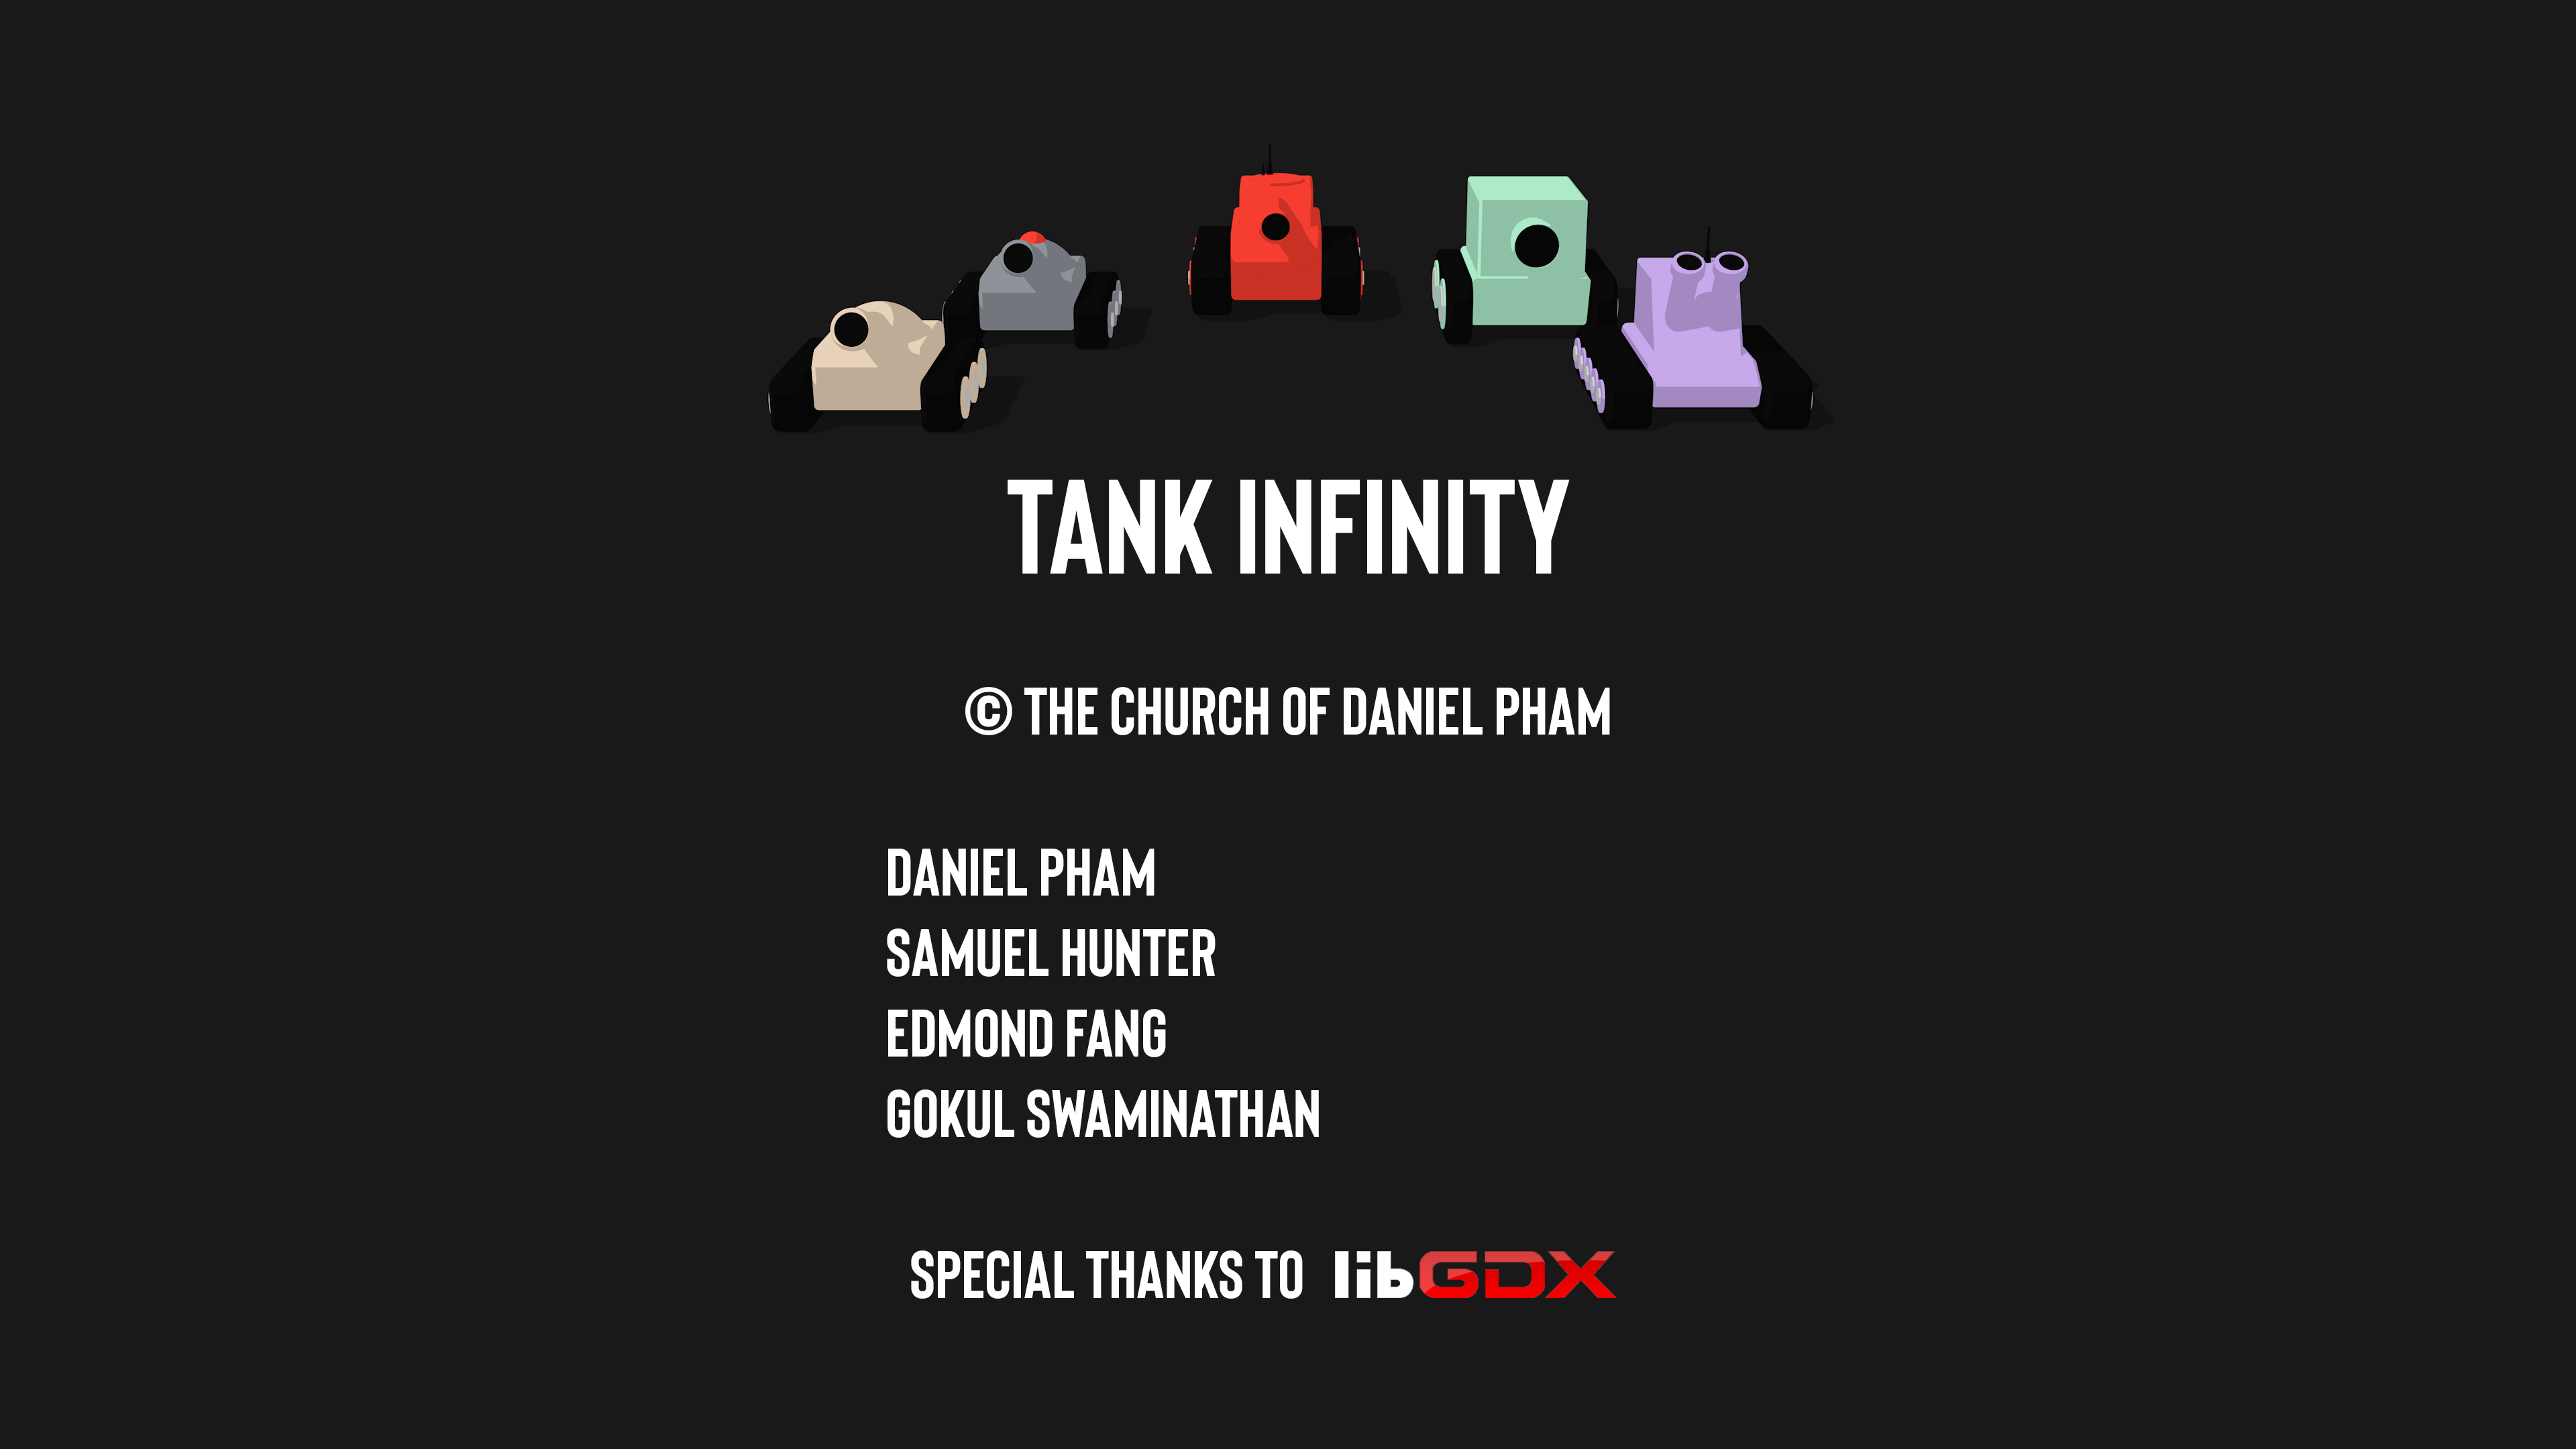 TANK INFINITY
© THE CHURCH OF DANIEL PHAM
DANIEL PHAM
SAMUEL HUNTER
EDMOND FANG
GOKUL SWAMINATHAN
SPECIAL THANKS TO libGDX